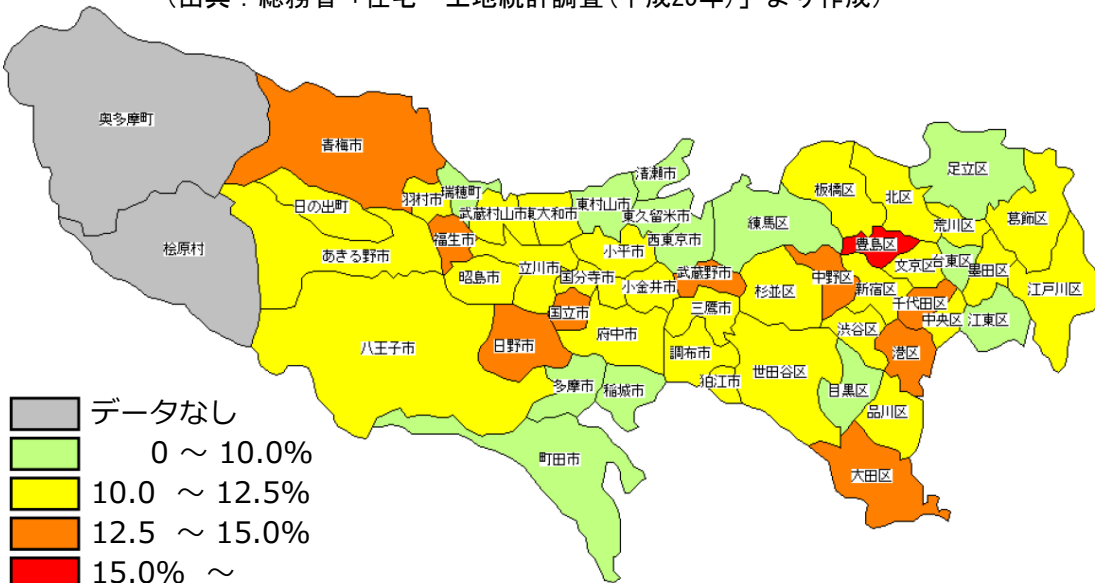 (出典：総務省「住宅・土地統計調査(平成
年)」より作成)
奥多摩町
青梅市
清瀬市
足立区
瑞穂町
板橋区
北区
羽村市
東村山市
日の出町
武蔵村山市
東大和市
東久留米市
練馬区
荒川区
葛飾区
福生市
西東京市
豊島区
桧原村
あきる野市
小平市
文京区
台東区
墨田区
昭島市
立川市
国分寺市
武蔵野市
中野区
小金井市
杉並区
新宿区
江戸川区
国立市
三鷹市
千代田区
中央区
江東区
八王子市
日野市
府中市
渋谷区
調布市
港区
世田谷区
多摩市
稲城市
狛江市
目黒区
品川区
町田市
大田区
データなし
0 ～ 10.0%
10.0 ～ 12.5%
12.5 ～ 15.0%
15.0% ～